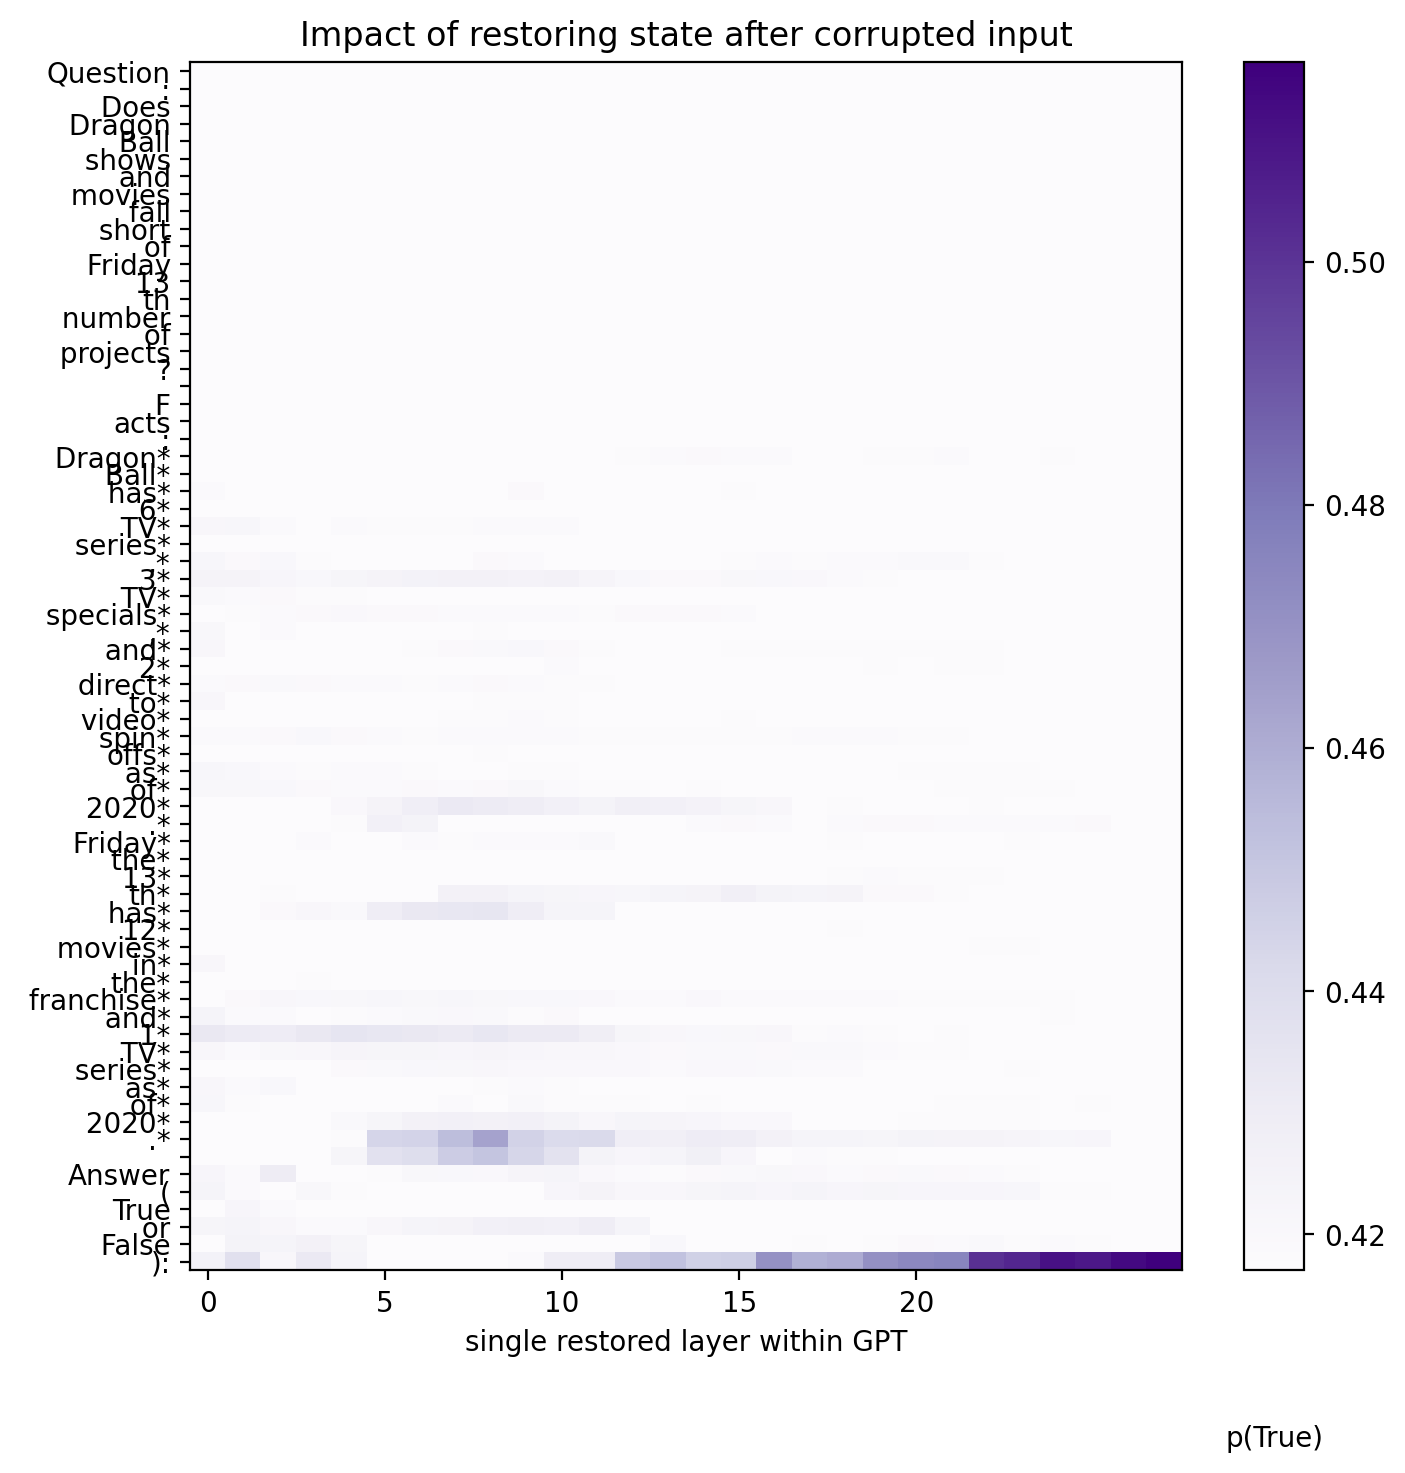 Impact of restoring state after corrupted input
Question
:
Does
Dragon
Ball
shows
and
movies
fall
short
of
Friday
13
th
number
of
projects
?
F
acts
:
Dragon*
Ball*
has*
6*
TV*
series*
,*
3*
TV*
specials*
,*
and*
2*
direct*
to*
video*
spin*
offs*
as*
of*
2020*
.*
Friday*
the*
13*
th*
has*
12*
movies*
in*
the*
franchise*
and*
1*
TV*
series*
as*
of*
2020*
.*
Answer
(
True
or
False
):
0 5 10 15 20
single restored layer within GPT
0.50
0.48
0.46
0.44
0.42
p(True)